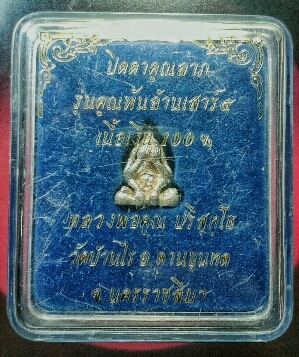 ปิดตาคูณลาภ
รุ่นคูณพันล้านเสาร์๕
เนื้อเงิน 100%
หลวงพ่อคูณ ปริสุทฺโธ
วัดบ้านไร่ อ.ด่านขุนทด
จ.นครราชสีมา